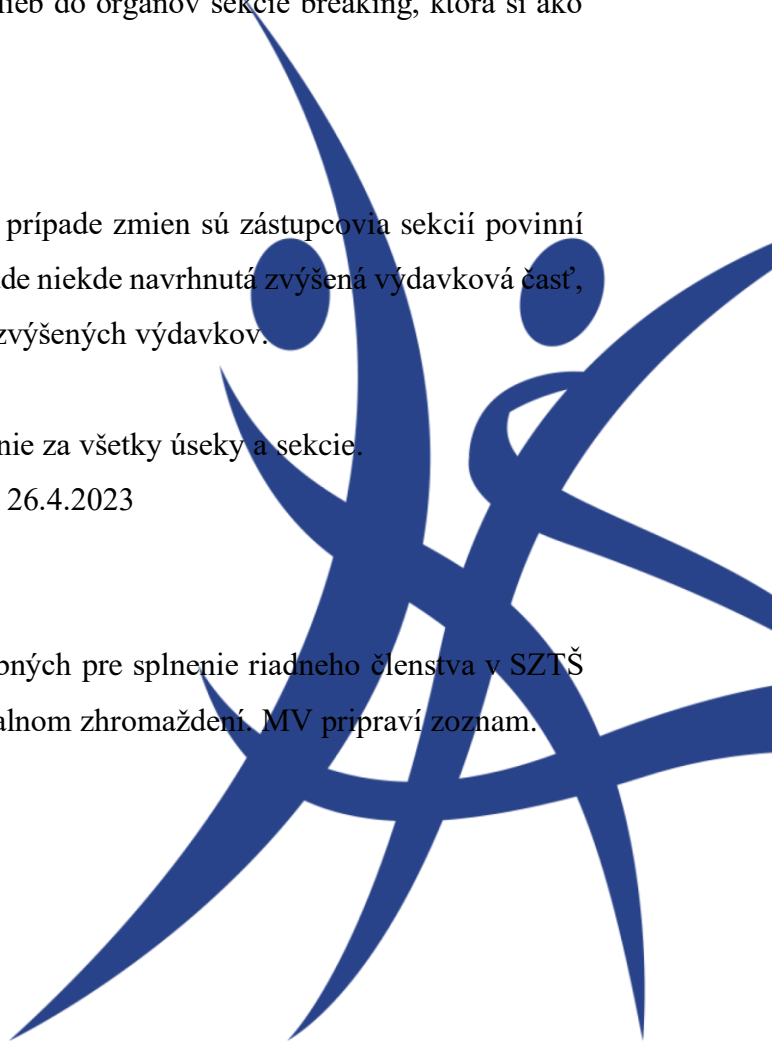 do orgánov sekcie breaking, ktorá si ako
prípade zmien sú zástupcovia sekcií povinní
de niekde navrhnutá zvýšená výdavková časť,
zvýšených výdavkov.
nie za všetky úseky a sekcie.
26.4.2023
bných pre splnenie riadneho členstva v SZTŠ
alnom zhromaždení. MV pripraví zoznam.